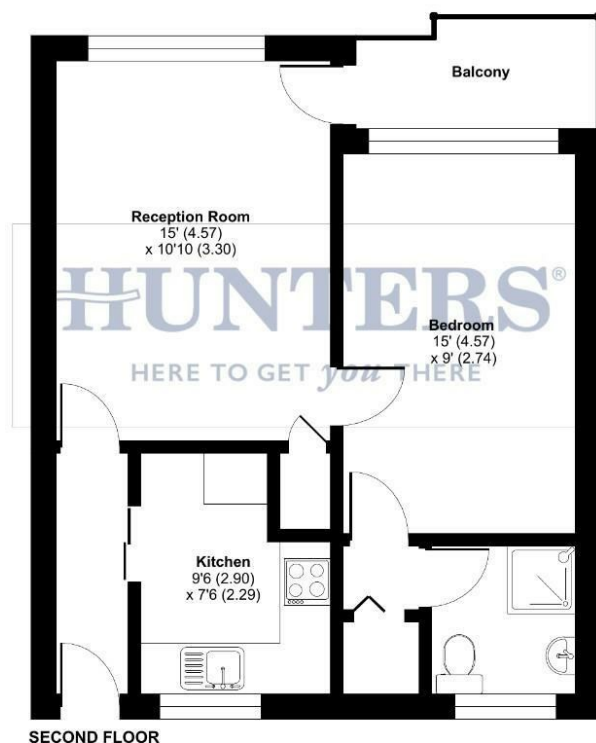 Balcony
Reception Room
15' (4.57)
x 10'10 (3.30)
HUNTERS®
HERE TO GET you THERE
Bedroom
15' (4.57)
x 9' (2.74)
Kitchen
9'6 (2.90)
x 7'6 (2.29)
SECOND FLOOR